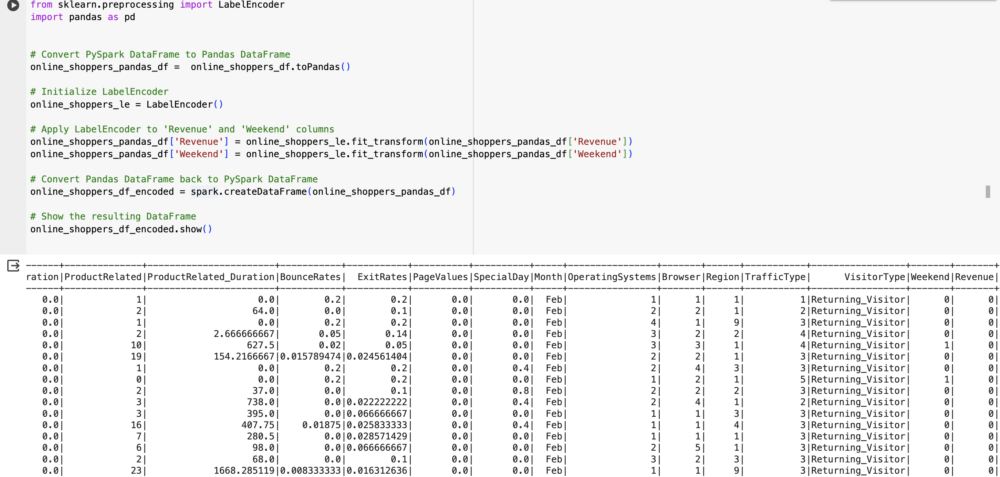 from sklearn.preprocessing import LabelEncoder
import pandas as pd
# Convert PySpark DataFrame to Pandas DataFrame
online_shoppers_pandas_df =  online_shoppers_df.toPandas()
# Initialize LabelEncoder
online_shoppers_le = LabelEncoder()
# Apply LabelEncoder to 'Revenue' and 'Weekend' columns
online_shoppers_pandas_df['Revenue'] = online_shoppers_le.fit_transform(online_shoppers_pandas_df['Revenue'])
online_shoppers_pandas_df['Weekend'] = online_shoppers_le.fit_transform(online_shoppers_pandas_df['Weekend'])
# Convert Pandas DataFrame back to PySpark DataFrame
online_shoppers_df_encoded = spark.createDataFrame(online_shoppers_pandas_df)
# Show the resulting DataFrame
online_shoppers_df_encoded.show()
------+--------------+-----------------------+-----------+-----------+----------+----------+-----+----------------+-------+------+-----------+-----------------+-------+-------+
ration|ProductRelated|ProductRelated_Duration|BounceRates|  ExitRates|PageValues|SpecialDay|Month|OperatingSystems|Browser|Region|TrafficType|      VisitorType|Weekend|Revenue|
------+--------------+-----------------------+-----------+-----------+----------+----------+-----+----------------+-------+------+-----------+-----------------+-------+-------+
0.0| 1| 0.0| 0.2| 0.2| 0.0| 0.0| Feb| 1| 1| 1| 1|Returning_Visitor| 0| 0|
0.0| 2| 64.0| 0.0| 0.1| 0.0| 0.0| Feb| 2| 2| 1| 2|Returning_Visitor| 0| 0|
0.0| 1| 0.0| 0.2| 0.2| 0.0| 0.0| Feb| 4| 1| 9| 3|Returning_Visitor| 0| 0|
0.0| 2| 2.666666667| 0.05| 0.14| 0.0| 0.0| Feb| 3| 2| 2| 4|Returning_Visitor| 0| 0|
0.0| 10| 627.5| 0.02| 0.05| 0.0| 0.0| Feb| 3| 3| 1| 4|Returning_Visitor| 1| 0|
0.0| 19| 154.2166667|0.015789474|0.024561404| 0.0| 0.0| Feb| 2| 2| 1| 3|Returning_Visitor| 0| 0|
0.0| 1| 0.0| 0.2| 0.2| 0.0| 0.4| Feb| 2| 4| 3| 3|Returning_Visitor| 0| 0|
0.0| 0| 0.0| 0.2| 0.2| 0.0| 0.0| Feb| 1| 2| 1| 5|Returning_Visitor| 1| 0|
0.0| 2| 37.0| 0.0| 0.1| 0.0| 0.8| Feb| 2| 2| 2| 3|Returning_Visitor| 0| 0|
0.0| 3| 738.0| 0.0|0.022222222| 0.0| 0.4| Feb| 2| 4| 1| 2|Returning_Visitor| 0| 0|
0.0| 3| 395.0| 0.0|0.066666667| 0.0| 0.0| Feb| 1| 1| 3| 3|Returning_Visitor| 0| 0|
0.0| 16| 407.75| 0.01875|0.025833333| 0.0| 0.4| Feb| 1| 1| 4| 3|Returning_Visitor| 0| 0|
0.0| 7| 280.5| 0.0|0.028571429| 0.0| 0.0| Feb| 1| 1| 1| 3|Returning_Visitor| 0| 0|
0.0| 6| 98.0| 0.0|0.066666667| 0.0| 0.0| Feb| 2| 5| 1| 3|Returning_Visitor| 0| 0|
0.0| 2| 68.0| 0.0| 0.1| 0.0| 0.0| Feb| 3| 2| 3| 3|Returning_Visitor| 0| 0|
0.0| 23| 1668.285119|0.008333333|0.016312636| 0.0| 0.0| Feb| 1| 1| 9| 3|Returning_Visitor| 0| 0|